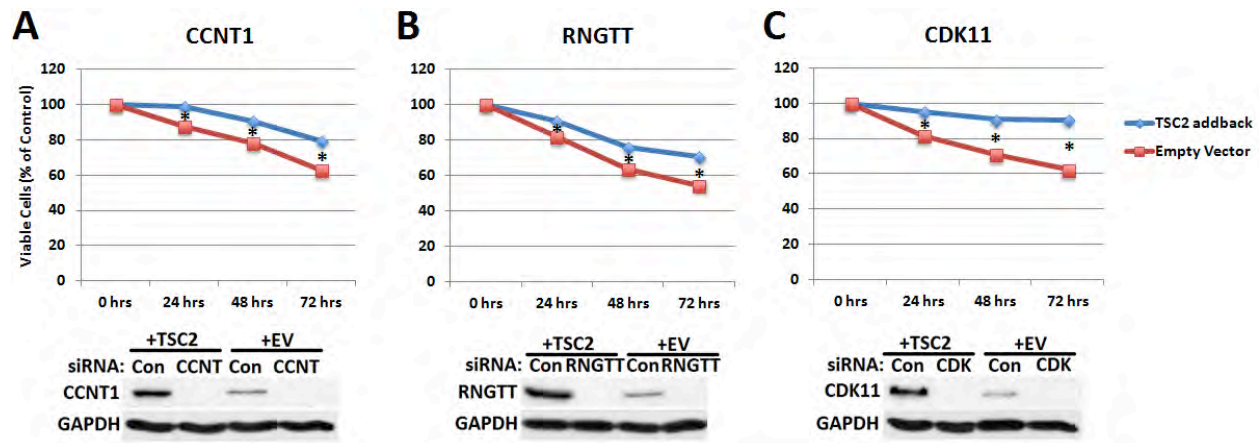 A
CCNT1
Viable Cells (% of Control)
120
100
80
60
40
20
0
0 hrs 24 hrs 48 hrs 72 hrs
*
*
*
+TSC2 +EV
siRNA: Con CCNT Con CCNT
CCNT1
GAPDH
B
RNGTT
120
100
80
60
40
20
0
0 hrs 24 hrs 48 hrs 72 hrs
*
*
*
+TSC2 +EV
siRNA: Con RNGTT Con RNGTT
RNGTT
GAPDH
C
CDK11
120
100
80
60
40
20
0
0 hrs 24 hrs 48 hrs 72 hrs
*
*
*
+TSC2 +EV
siRNA: Con CDK Con CDK
CDK11
GAPDH
TSC2 addback
Empty Vector